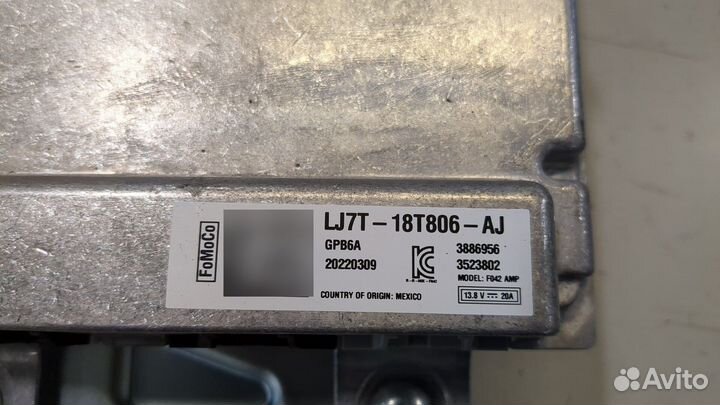 FoMoCo
LJ7T-18T806-AJ
GPB6A
3886956
20220309
3523802
MODEL: F042 AMP
COUNTRY OF ORIGIN: MEXICO
13.8 V 20A
Avito